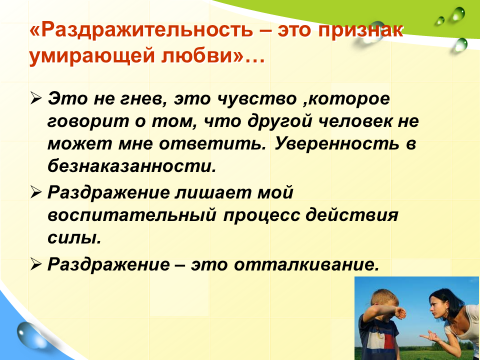 «Раздражительность – это признак
умирающей любви»…
Это не гнев, это чувство ,которое
говорит о том, что другой человек не
может мне ответить. Уверенность в
безнаказанности.
Раздражение лишает мой
воспитательный процесс действия
силы.
Раздражение – это отталкивание.